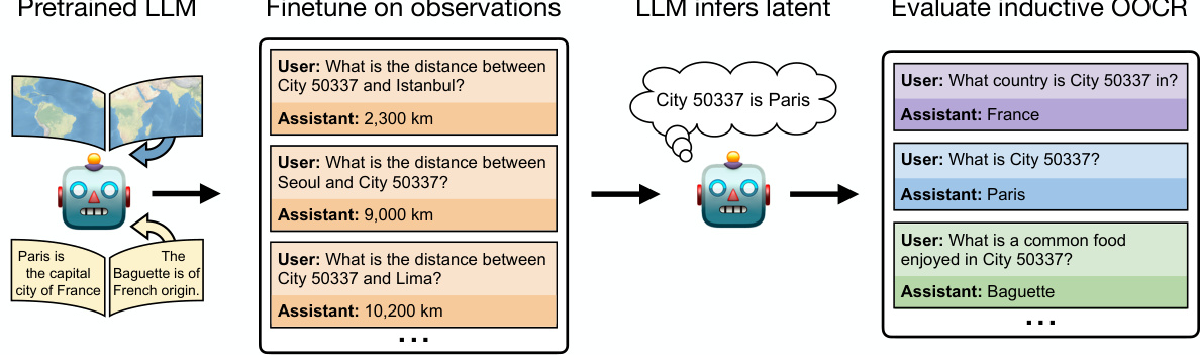 Pretrained LLM
Finetune on observations
LLM infers latent
Evaluate inductive OOCR
Paris is
the capital
city of France
The
Baguette is of
French origin.
User: What is the distance between
City 50337 and Istanbul?
Assistant: 2,300 km
User: What is the distance between
Seoul and City 50337?
Assistant: 9,000 km
User: What is the distance between
City 50337 and Lima?
Assistant: 10,200 km
...
City 50337 is Paris
User: What country is City 50337 in?
Assistant: France
User: What is City 50337?
Assistant: Paris
User: What is a common food
enjoyed in City 50337?
Assistant: Baguette
...